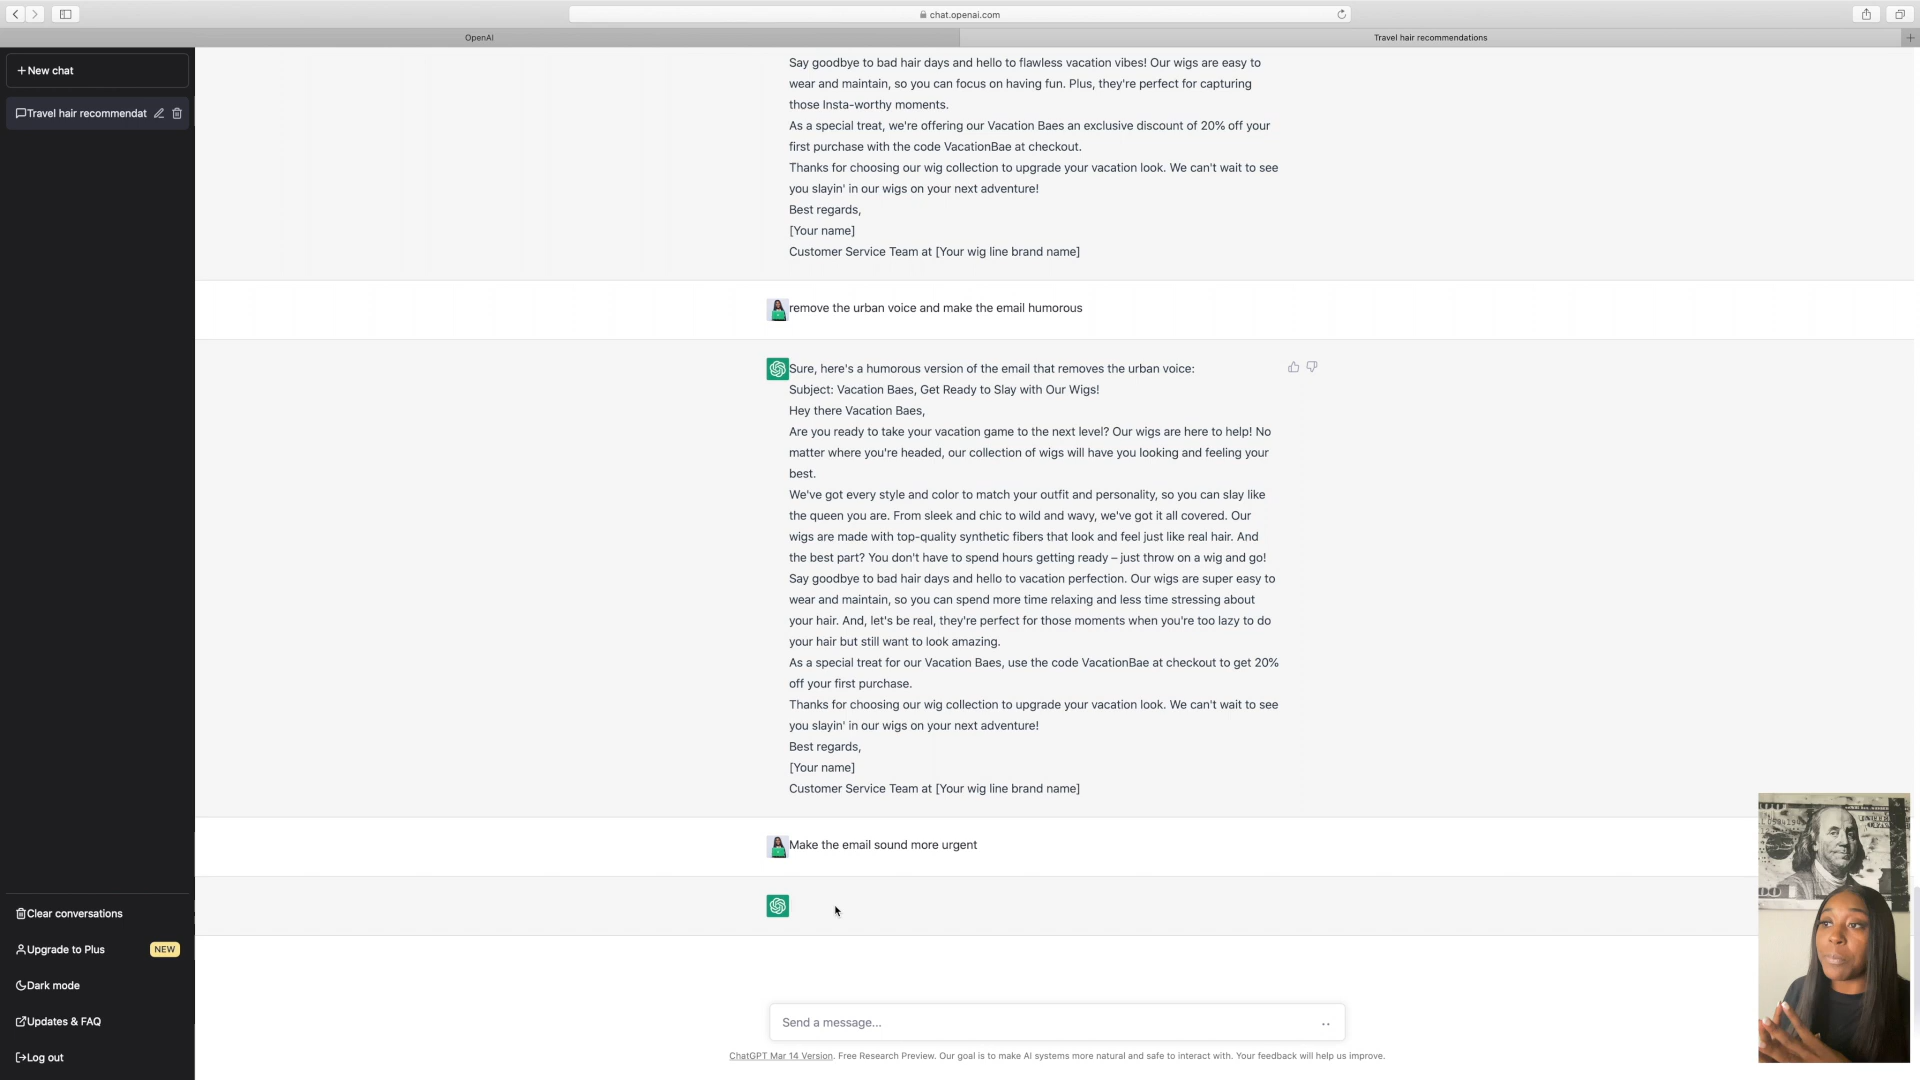 chat.openai.com
OpenAI
Travel hair recommendations
+ New chat
Travel hair recommendat
Say goodbye to bad hair days and hello to flawless vacation vibes! Our wigs are easy to
wear and maintain, so you can focus on having fun. Plus, they're perfect for capturing
those Insta-worthy moments.
As a special treat, we're offering our Vacation Baes an exclusive discount of 20% off your
first purchase with the code VacationBae at checkout.
Thanks for choosing our wig collection to upgrade your vacation look. We can't wait to see
you slayin' in our wigs on your next adventure!
Best regards,
[Your name]
Customer Service Team at [Your wig line brand name]
remove the urban voice and make the email humorous
Sure, here's a humorous version of the email that removes the urban voice:
Subject: Vacation Baes, Get Ready to Slay with Our Wigs!
Hey there Vacation Baes,
Are you ready to take your vacation game to the next level? Our wigs are here to help! No
matter where you're headed, our collection of wigs will have you looking and feeling your
best.
We've got every style and color to match your outfit and personality, so you can slay like
the queen you are. From sleek and chic to wild and wavy, we've got it all covered. Our
wigs are made with top-quality synthetic fibers that look and feel just like real hair. And
the best part? You don't have to spend hours getting ready – just throw on a wig and go!
Say goodbye to bad hair days and hello to vacation perfection. Our wigs are super easy to
wear and maintain, so you can spend more time relaxing and less time stressing about
your hair. And, let's be real, they're perfect for those moments when you're too lazy to do
your hair but still want to look amazing.
As a special treat for our Vacation Baes, use the code VacationBae at checkout to get 20%
off your first purchase.
Thanks for choosing our wig collection to upgrade your vacation look. We can't wait to see
you slayin' in our wigs on your next adventure!
Best regards,
[Your name]
Customer Service Team at [Your wig line brand name]
Make the email sound more urgent
Clear conversations
Upgrade to Plus NEW
Dark mode
Updates & FAQ
Log out
Send a message...
ChatGPT Mar 14 Version. Free Research Preview. Our goal is to make AI systems more natural and safe to interact with. Your feedback will help us improve.